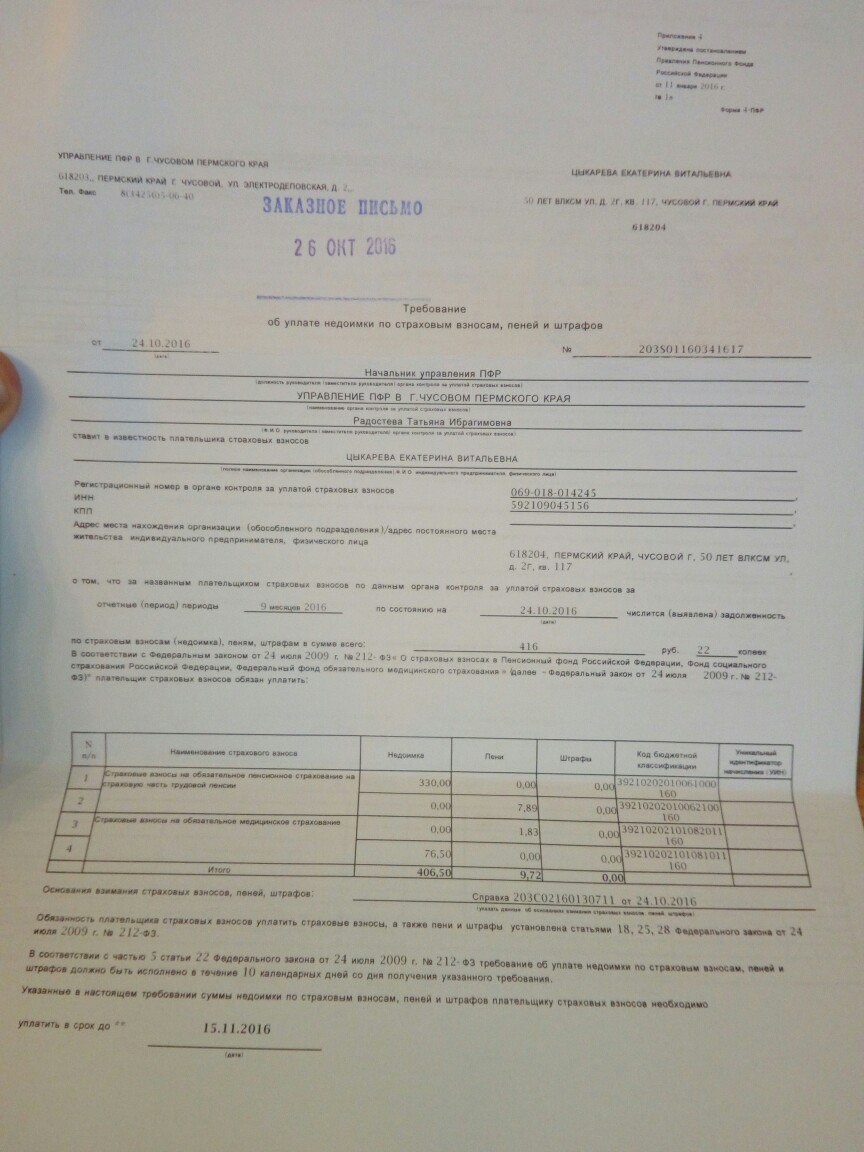 Приложение 4
Утверждена постановлением
Правления Пенсионного Фонда
Российской Федерации
от 11 января 2016 г.
№ 1п
Форма 4-ПФР
УПРАВЛЕНИЕ ПФР В Г.ЧУСОВОМ ПЕРМСКОГО КРАЯ
618203,, ПЕРМСКИЙ КРАЙ Г ЧУСОВОЙ, УЛ ЭЛЕКТРОДЕПОВСКАЯ, Д 2,,
Тел. Факс
ЦЫКАРЕВА ЕКАТЕРИНА ВИТАЛЬЕВНА
50 ЛЕТ ВЛКСМ УЛ, Д. 2Г, КВ. 117, ЧУСОВОЙ Г, ПЕРМСКИЙ КРАЙ
618204
ЗАКАЗНОЕ ПИСЬМО
26 ОКТ 2016
Требование
об уплате недоимки по страховым взносам, пеней и штрафов
от 24.10.2016 № 203S01160341617
(дата)
Начальник управления ПФР
(должность руководителя (заместителя руководителя) органа контроля за уплатой страховых взносов)
УПРАВЛЕНИЕ ПФР В Г.ЧУСОВОМ ПЕРМСКОГО КРАЯ
(наименование органа контроля за уплатой страховых взносов)
Радостева Татьяна Ибрагимовна
(Ф.И.О. руководителя (заместителя руководителя) органа контроля за уплатой страховых взносов)
ставит в известность плательщика страховых взносов
ЦЫКАРЕВА ЕКАТЕРИНА ВИТАЛЬЕВНА
(полное наименование организации (обособленного подразделения),Ф.И.О. индивидуального предпринимателя, физического лица)
Регистрационный номер в органе контроля за уплатой страховых взносов 069-018-014245 ,
ИНН 592109045156 ,
КПП ,
Адрес места нахождения организации (обособленного подразделения)/адрес постоянного места
жительства индивидуального предпринимателя, физического лица
618204, ПЕРМСКИЙ КРАЙ, ЧУСОВОЙ Г, 50 ЛЕТ ВЛКСМ УЛ,
д. 2Г, кв. 117 ,
о том, что за названным плательщиком страховых взносов по данным органа контроля за уплатой страховых взносов за
отчетные (период) периоды 9 месяцев 2016 по состоянию на 24.10.2016 числится (выявлена) задолженность
(дата)
по страховым взносам (недоимка), пеням, штрафам в сумме всего: 416 руб. 22 копеек
В соответствии с Федеральным законом от 24 июля 2009 г. №212- ФЗ« О страховых взносах в Пенсионный фонд Российской Федерации, Фонд социального
страхования Российской Федерации, Федеральный фонд обязательного медицинского страхования » (далее - Федеральный закон от 24 июля 2009 г. № 212-
ФЗ)* плательщик страховых взносов обязан уплатить:
N п/п Наименование страхового взноса Недоимка Пени Штрафы Код бюджетной классификации Уникальный идентификатор начисления (УИН)
1 Страховые взносы на обязательное пенсионное страхование на страховую часть трудовой пенсии 330,00 0,00 0,00 39210202010061000 160
2 0,00 7,89 0,00 39210202010062100 160
3 Страховые взносы на обязательное медицинское страхование 0,00 1,83 0,00 39210202101082011 160
4 76,50 0,00 0,00 39210202101081011 160
Итого 406,50 9,72 0,00
Основания взимания страховых взносов, пеней, штрафов: Справка 203С02160130711 от 24.10.2016
(указать данные об основаниях взимания страховых взносов, пеней, штрафов)
Обязанность плательщика страховых взносов уплатить страховые взносы, а также пени и штрафы установлена статьями 18, 25, 28 Федерального закона от 24
июля 2009 г. № 212-ФЗ.
В соответствии с частью 5 статьи 22 Федерального закона от 24 июля 2009 г. № 212- ФЗ требование об уплате недоимки по страховым взносам, пеней и
штрафов должно быть исполнено в течение 10 календарных дней со дня получения указанного требования.
Указанные в настоящем требовании суммы недоимки по страховым взносам, пеней и штрафов плательщику страховых взносов необходимо
уплатить в срок до ** 15.11.2016
(дата)